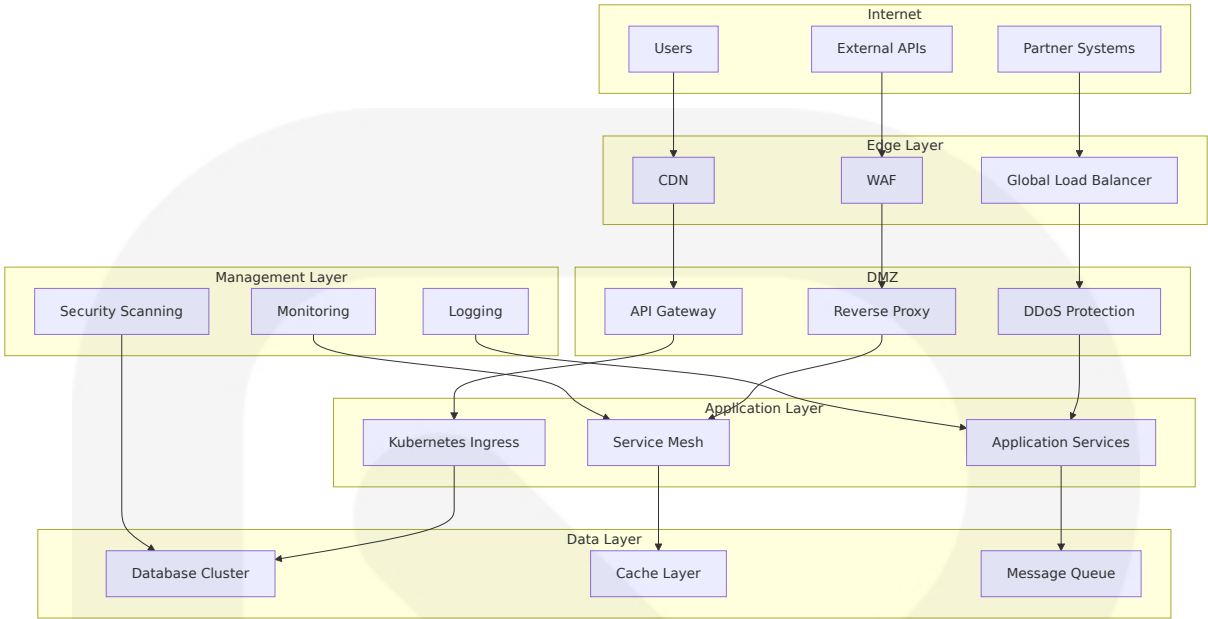 Internet
Users
External APIs
Partner Systems
Edge Layer
CDN
WAF
Global Load Balancer
Management Layer
Security Scanning
Monitoring
Logging
DMZ
API Gateway
Reverse Proxy
DDoS Protection
Application Layer
Kubernetes Ingress
Service Mesh
Application Services
Data Layer
Database Cluster
Cache Layer
Message Queue